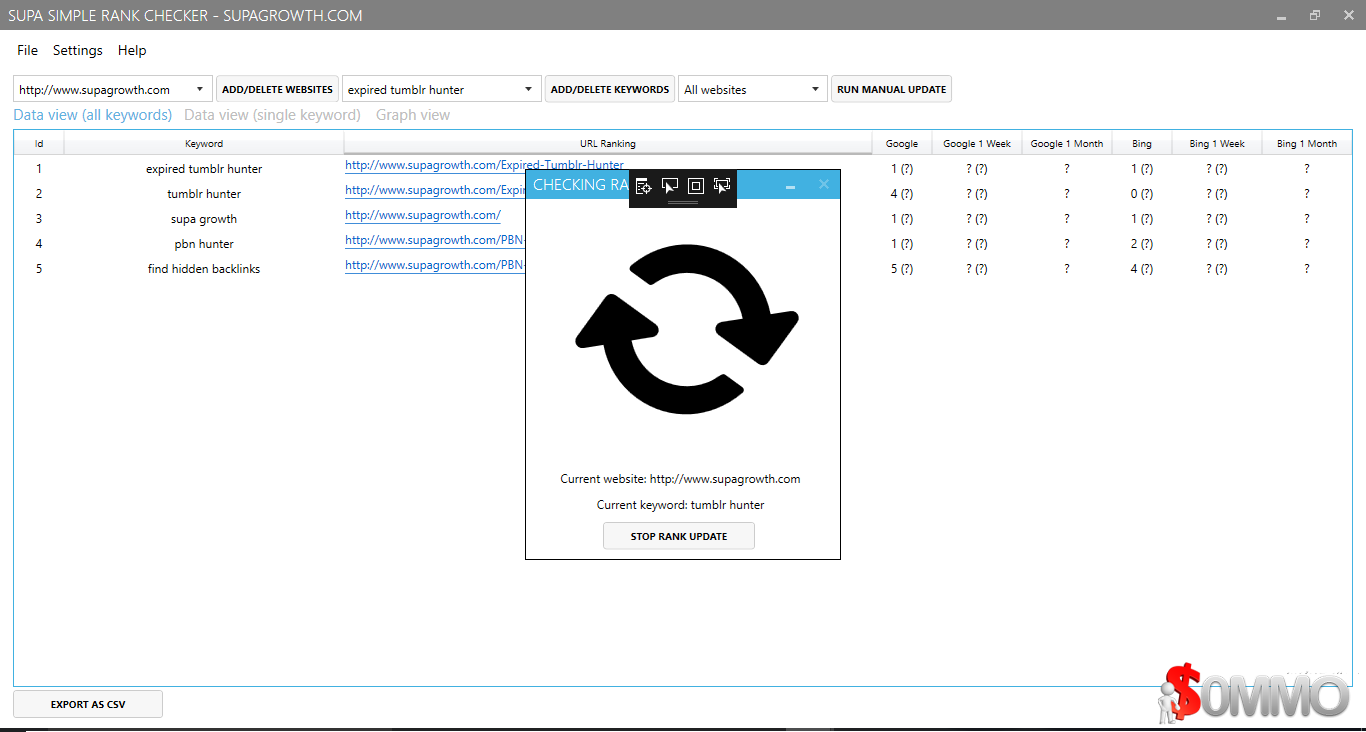 SUPA SIMPLE RANK CHECKER - SUPAGROWTH.COM
File Settings Help
http://www.supagrowth.com ADD/DELETE WEBSITES expired tumblr hunter ADD/DELETE KEYWORDS All websites RUN MANUAL UPDATE
Data view (all keywords) Data view (single keyword) Graph view
Id Keyword URL Ranking Google Google 1 Week Google 1 Month Bing Bing 1 Week Bing 1 Month
1 expired tumblr hunter http://www.supagrowth.com/Expired-Tumblr-Hunter 1 (?) ? (?) ? 1 (?) ? (?) ?
2 tumblr hunter http://www.supagrowth.com/Expi 4 (?) ? (?) ? 0 (?) ? (?) ?
3 supa growth http://www.supagrowth.com/ 1 (?) ? (?) ? 1 (?) ? (?) ?
4 pbn hunter http://www.supagrowth.com/PBN- 1 (?) ? (?) ? 2 (?) ? (?) ?
5 find hidden backlinks http://www.supagrowth.com/PBN- 5 (?) ? (?) ? 4 (?) ? (?) ?
CHECKING RA
Current website: http://www.supagrowth.com
Current keyword: tumblr hunter
STOP RANK UPDATE
EXPORT AS CSV
$OMMO